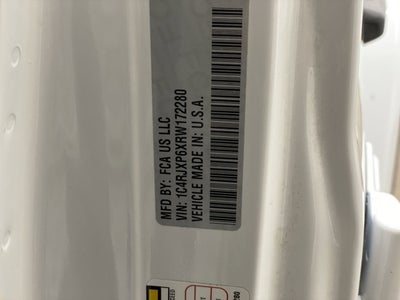 MFD BY: FCA US LLC
VIN: 1C4RJXP6XRW172280
VEHICLE MADE IN: U.S.A.